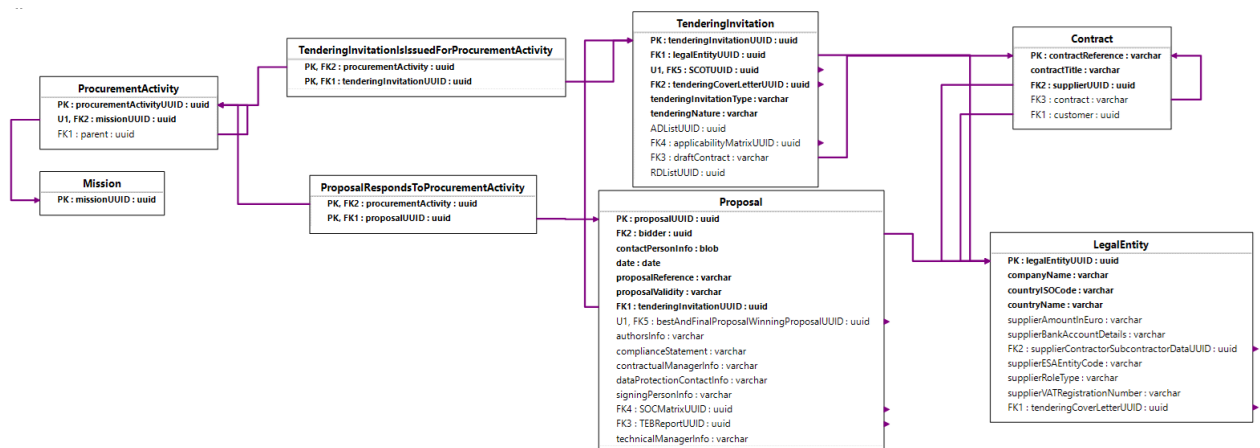 ProcurementActivity
PK : procurementActivityUUID : uuid
U1, FK2 : missionUUID : uuid
FK1 : parent : uuid
Mission
PK : missionUUID : uuid
TenderingInvitationIsIssuedForProcurementActivity
PK, FK2 : procurementActivity : uuid
PK, FK1 : tenderingInvitationUUID : uuid
ProposalRespondsToProcurementActivity
PK, FK2 : procurementActivity : uuid
PK, FK1 : proposalUUID : uuid
TenderingInvitation
PK : tenderingInvitationUUID : uuid
FK1 : legalEntityUUID : uuid
U1, FK5 : SCOTUUID : uuid
FK2 : tenderingCoverLetterUUID : uuid
tenderingInvitationType : varchar
tenderingNature : varchar
ADListUUID : uuid
FK4 : applicabilityMatrixUUID : uuid
FK3 : draftContract : varchar
RDListUUID : uuid
Proposal
PK : proposalUUID : uuid
FK2 : bidder : uuid
contactPersonInfo : blob
date : date
proposalReference : varchar
proposalValidity : varchar
FK1 : tenderingInvitationUUID : uuid
U1, FK5 : bestAndFinalProposalWinningProposalUUID : uuid
authorsInfo : varchar
complianceStatement : varchar
contractualManagerInfo : varchar
dataProtectionContactInfo : varchar
signingPersonInfo : varchar
FK4 : SOCMatrixUUID : uuid
FK3 : TEBReportUUID : uuid
technicalManagerInfo : varchar
Contract
PK : contractReference : varchar
contractTitle : varchar
FK2 : supplierUUID : uuid
FK3 : contract : varchar
FK1 : customer : uuid
LegalEntity
PK : legalEntityUUID : uuid
companyName : varchar
countryISOCode : varchar
countryName : varchar
supplierAmountInEuro : varchar
supplierBankAccountDetails : varchar
FK2 : supplierContractorSubcontractorDataUUID : uuid
supplierESAEntityCode : varchar
supplierRoleType : varchar
supplierVATRegistrationNumber : varchar
FK1 : tenderingCoverLetterUUID : uuid